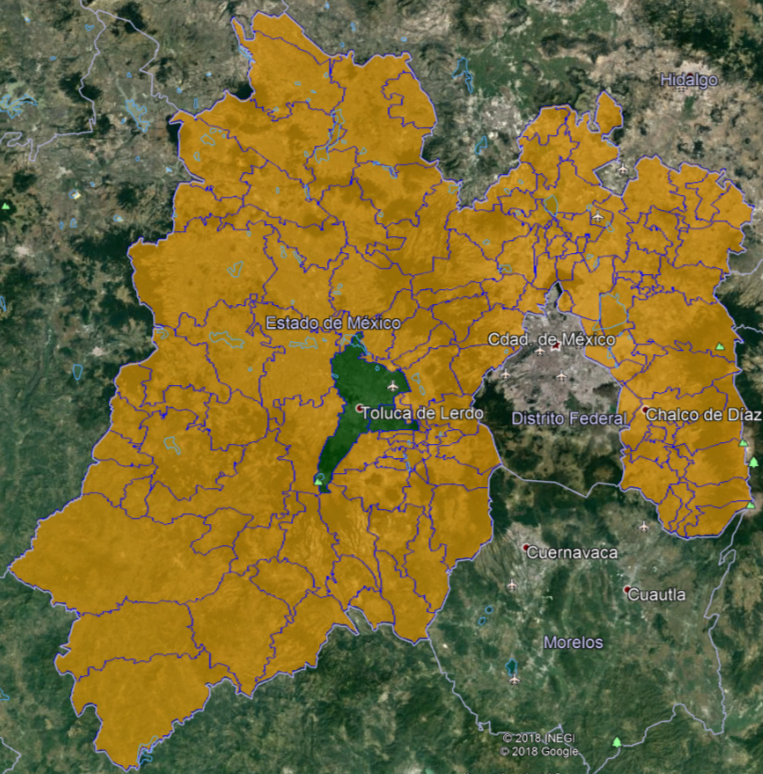 Hidalgo
Estado de México
Cdad. de México
Toluca de Lerdo
Distrito Federal
Chalco de Díaz
Cuernavaca
Cuautla
Morelos
© 2018 INEGI
© 2018 Google